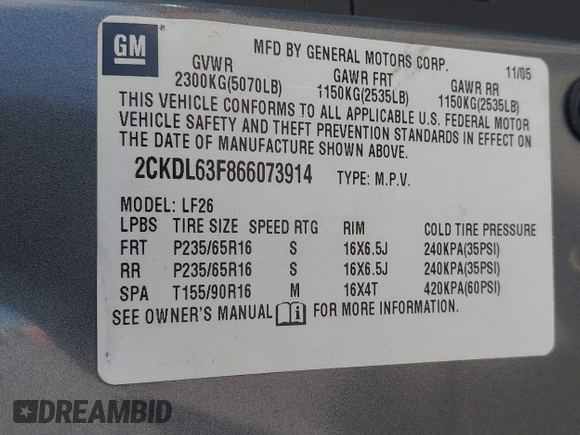 GM
MFD BY GENERAL MOTORS CORP. 11/05
GVWR GAWR FRT GAWR RR
2300KG(5070LB) 1150KG(2535LB) 1150KG(2535LB)
THIS VEHICLE CONFORMS TO ALL APPLICABLE U.S. FEDERAL MOTOR
VEHICLE SAFETY AND THEFT PREVENTION STANDARDS IN EFFECT ON
THE DATE OF MANUFACTURE SHOWN ABOVE.
2CKDL63F866073914 TYPE: M.P.V.
MODEL: LF26
LPBS TIRE SIZE SPEED RTG RIM COLD TIRE PRESSURE
FRT P235/65R16 S 16X6.5J 240KPA(35PSI)
RR P235/65R16 S 16X6.5J 240KPA(35PSI)
SPA T155/90R16 M 16X4T 420KPA(60PSI)
SEE OWNER'S MANUAL i FOR MORE INFORMATION.
DREAMBID